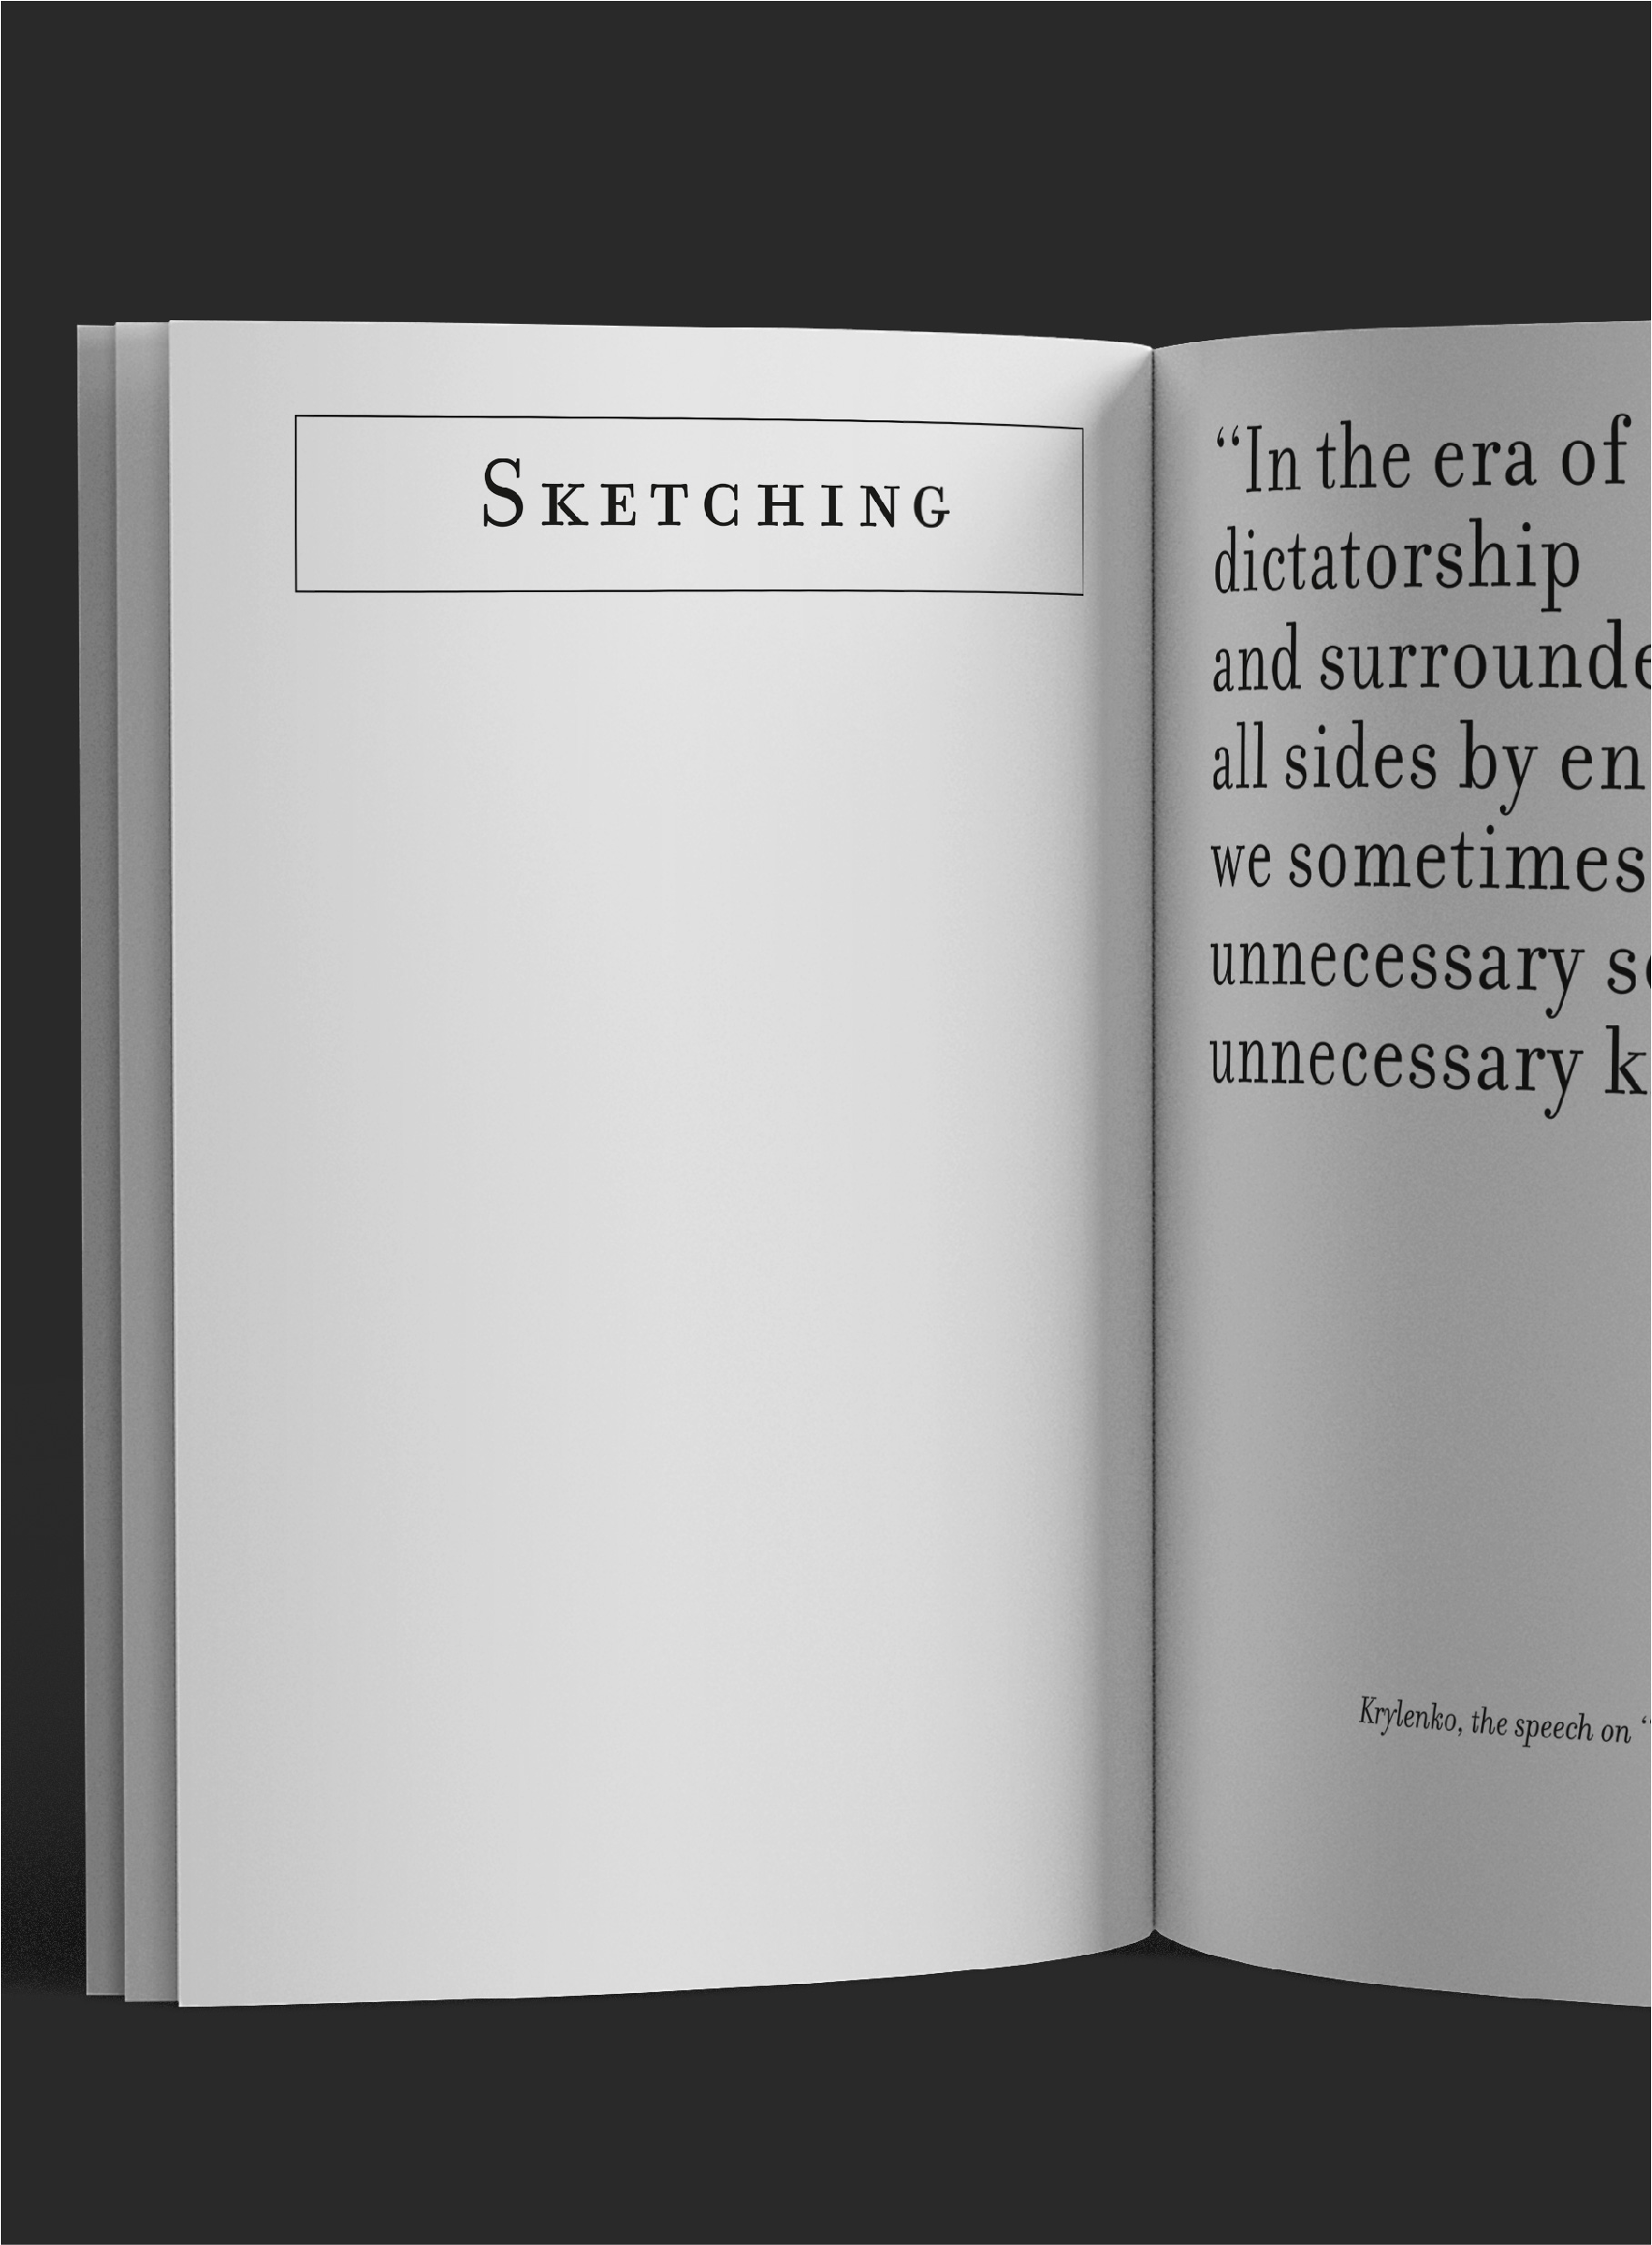 SKETCHING
“In the era of
dictatorship
and surrounde
all sides by en
we sometimes
unnecessary s
unnecessary k
Krylenko, the speech on “